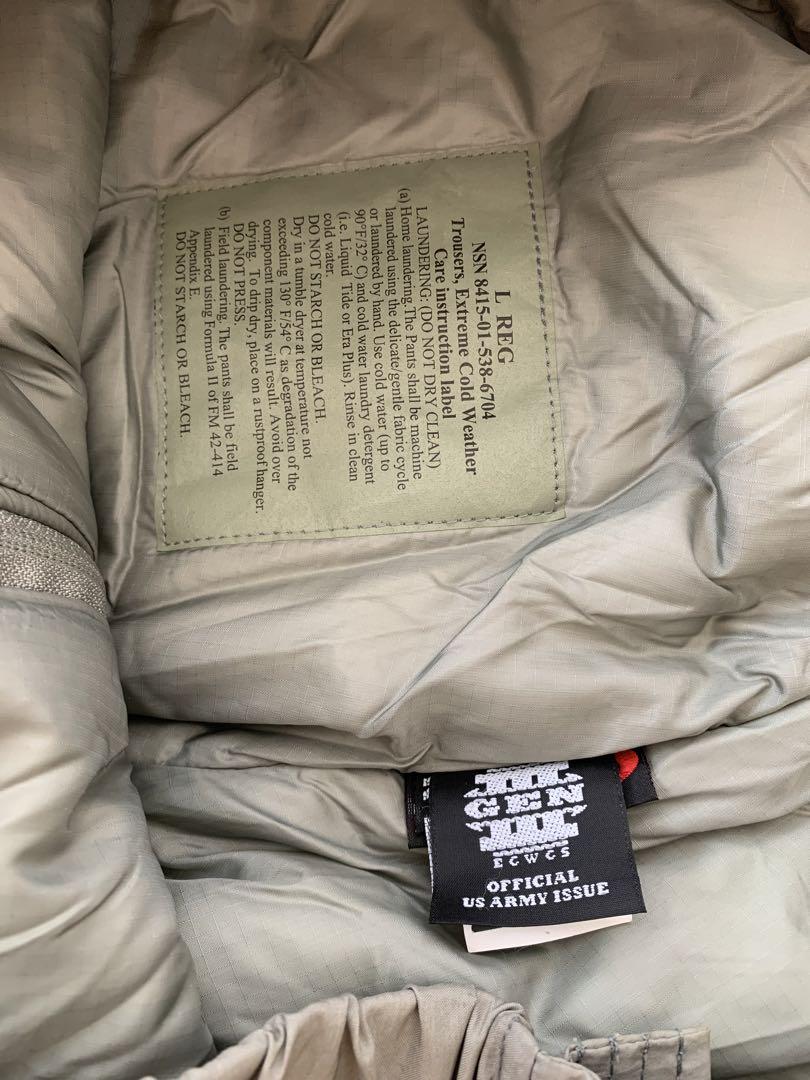 L REG
NSN 8415-01-538-6704
Trousers, Extreme Cold Weather
Care instruction label
LAUNDERING: (DO NOT DRY CLEAN)
(a) Home laundering.The Pants shall be machine
laundered using the delicate/gentle fabric cycle
or laundered by hand. Use cold water (up to
90°F/32° C) and cold water laundry detergent
(i.e. Liquid Tide or Era Plus). Rinse in clean
cold water.
DO NOT STARCH OR BLEACH.
Dry in a tumble dryer at temperature not
exceeding 130° F/54° C as degradation of the
component materials will result. Avoid over
drying. To drip dry, place on a rustproof hanger.
DO NOT PRESS.
(b) Field laundering. The pants shall be field
laundered using Formula II of FM 42-414
Appendix E.
DO NOT STARCH OR BLEACH.
GEN
III
ECWCS
OFFICIAL
US ARMY ISSUE